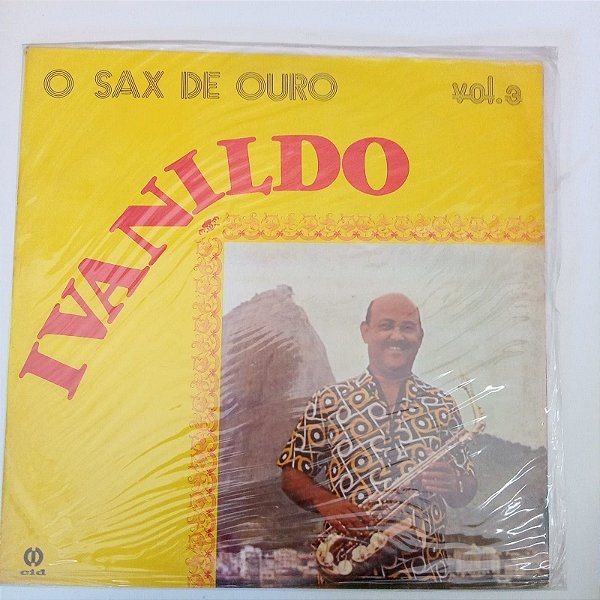 O SAX DE OURO
vol.3
IVANILDO
cid